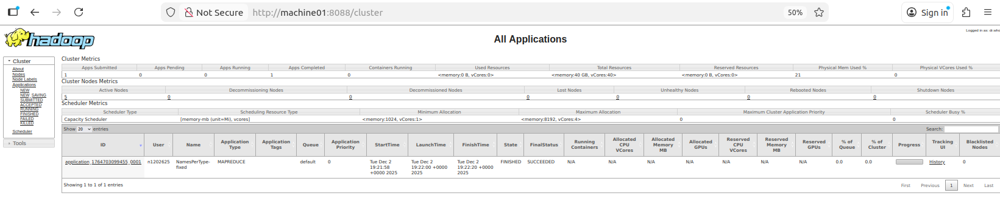 Not Secure http://machine01:8088/cluster 50% Sign in
hadoop
All Applications
Logged in as: dr.who
Cluster
About
Nodes
Node Labels
Applications
NEW
NEW_SAVING
SUBMITTED
ACCEPTED
RUNNING
FINISHED
FAILED
KILLED
Scheduler
Tools
Cluster Metrics
Apps Submitted Apps Pending Apps Running Apps Completed Containers Running Used Resources Total Resources Reserved Resources Physical Mem Used % Physical VCores Used %
1 0 0 1 0 <memory:0 B, vCores:0> <memory:40 GB, vCores:40> <memory:0 B, vCores:0> 21 0
Cluster Nodes Metrics
Active Nodes Decommissioning Nodes Decommissioned Nodes Lost Nodes Unhealthy Nodes Rebooted Nodes Shutdown Nodes
5 0 0 0 0 0 0
Scheduler Metrics
Scheduler Type Scheduling Resource Type Minimum Allocation Maximum Allocation Maximum Cluster Application Priority Scheduler Busy %
Capacity Scheduler [memory-mb (unit=Mi), vcores] <memory:1024, vCores:1> <memory:8192, vCores:4> 0 0
Show 20 entries Search:
ID User Name Application Type Application Tags Queue Application Priority StartTime LaunchTime FinishTime State FinalStatus Running Containers Allocated CPU VCores Allocated Memory MB Allocated GPUs Reserved CPU VCores Reserved Memory MB Reserved GPUs % of Queue % of Cluster Progress Tracking UI Blacklisted Nodes
application_1764703099455_0001 n1202625 NamesPerType-fixed MAPREDUCE default 0 Tue Dec 2 19:21:58 +0000 2025 Tue Dec 2 19:22:00 +0000 2025 Tue Dec 2 19:22:20 +0000 2025 FINISHED SUCCEEDED N/A N/A N/A N/A N/A N/A N/A 0.0 0.0 History 0
Showing 1 to 1 of 1 entries First Previous 1 Next Last